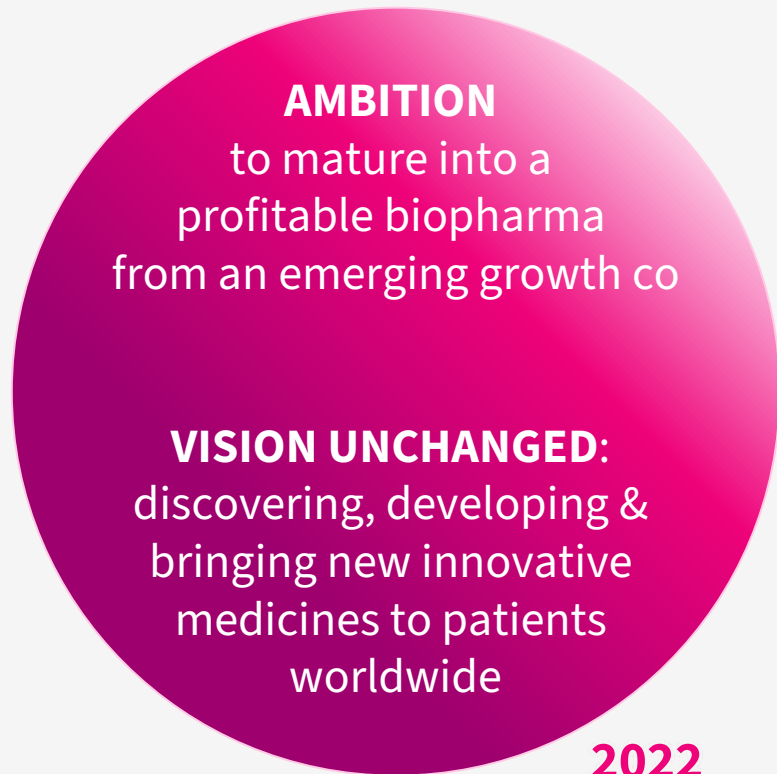 AMBITION
to mature into a
profitable biopharma
from an emerging growth co
VISION UNCHANGED:
discovering, developing &
bringing new innovative
medicines to patients
worldwide
2022